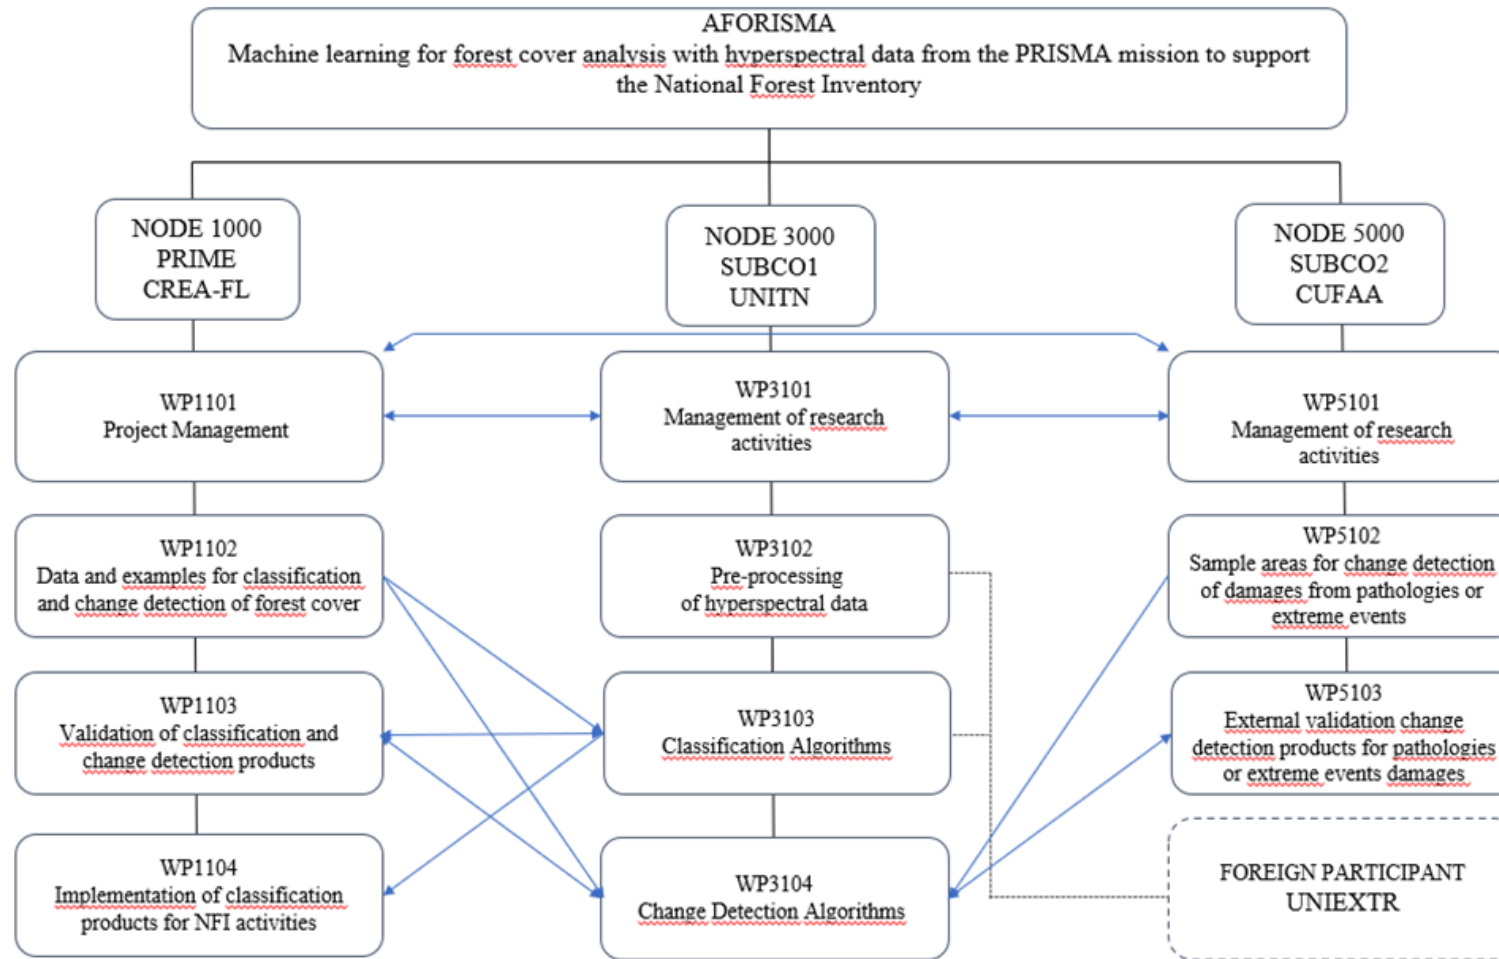 AFORISMA
Machine learning for forest cover analysis with hyperspectral data from the PRISMA mission to support
the National Forest Inventory
NODE 1000
PRIME
CREA-FL
NODE 3000
SUBCO1
UNITN
NODE 5000
SUBCO2
CUFAA
WP1101
Project Management
WP3101
Management of research
activities
WP5101
Management of research
activities
WP1102
Data and examples for classification
and change detection of forest cover
WP3102
Pre-processing
of hyperspectral data
WP5102
Sample areas for change detection
of damages from pathologies or
extreme events
WP1103
Validation of classification and
change detection products
WP3103
Classification Algorithms
WP5103
External validation change
detection products for pathologies
or extreme events damages
WP1104
Implementation of classification
products for NFI activities
WP3104
Change Detection Algorithms
FOREIGN PARTICIPANT
UNIEXTR